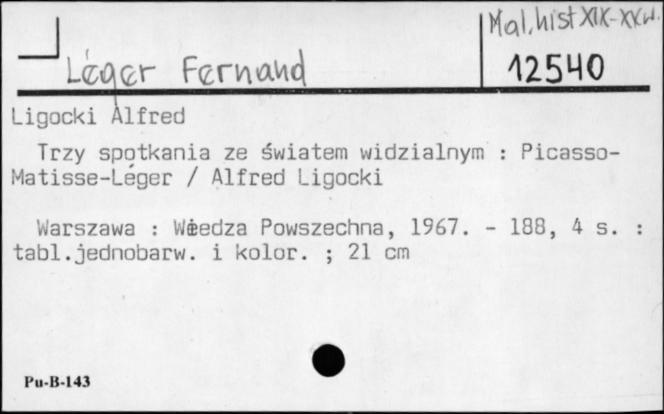 Mal. hist XIX-XXw.
Léger Fernand
12540
Ligocki Alfred
Trzy spotkania ze światem widzialnym : Picasso-
Matisse-Léger / Alfred Ligocki
Warszawa : Wiedza Powszechna, 1967. - 188, 4 s. :
tabl.jednobarw. i kolor. ; 21 cm
Pu-B-143